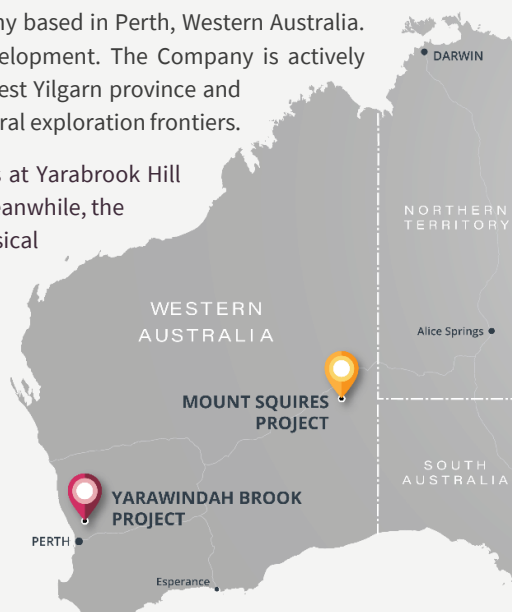 ny based in Perth, Western Australia.
elopment. The Company is actively
est Yilgarn province and
ral exploration frontiers.
s at Yarabrook Hill
eanwhile, the
sical
DARWIN
NORTHERN
TERRITORY
WESTERN
AUSTRALIA
Alice Springs
MOUNT SQUIRES
PROJECT
SOUTH
AUSTRALIA
YARAWINDAH BROOK
PROJECT
PERTH
Esperance